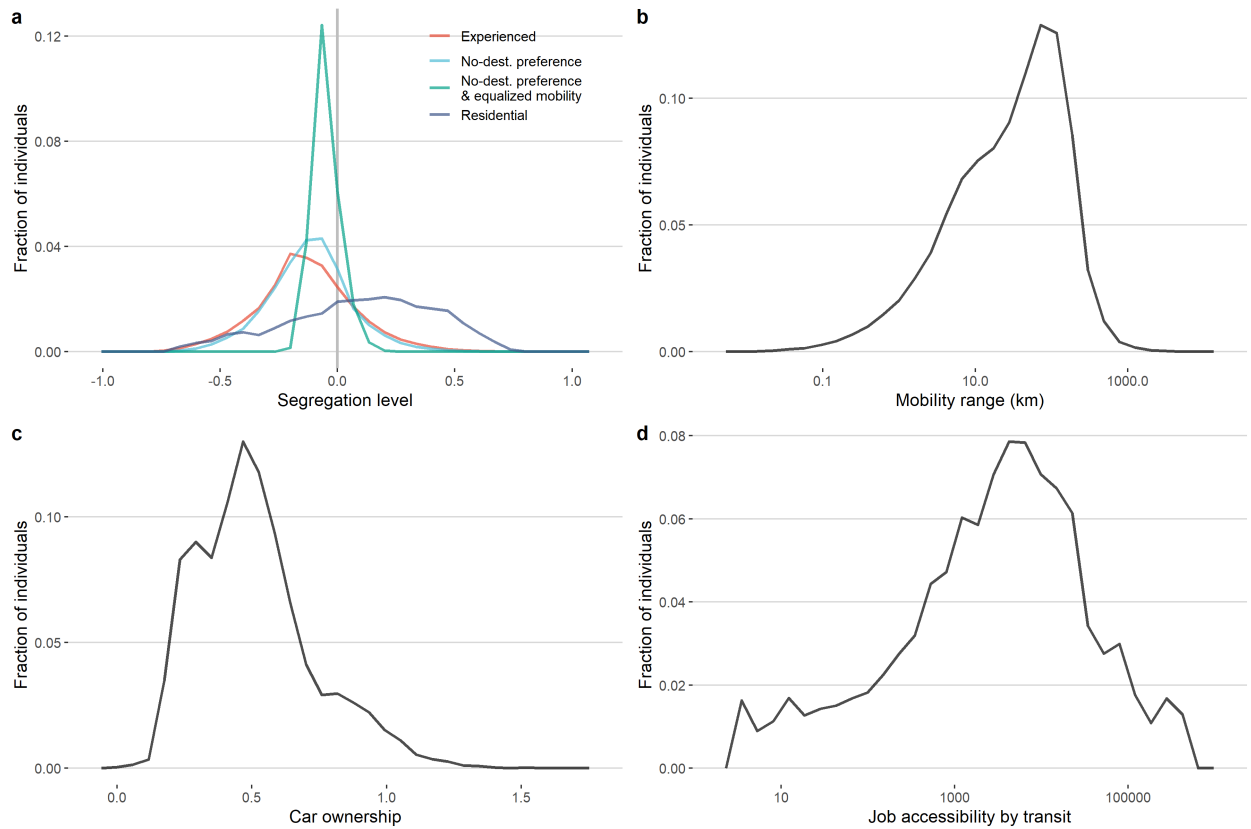 a
0.12
0.08
0.04
0.00
Fraction of individuals
Experienced
No-dest. preference
No-dest. preference
& equalized mobility
Residential
-1.0 -0.5 0.0 0.5 1.0
Segregation level
b
0.10
0.05
0.00
Fraction of individuals
0.1 10.0 1000.0
Mobility range (km)
c
0.10
0.05
0.00
Fraction of individuals
0.0 0.5 1.0 1.5
Car ownership
d
0.08
0.06
0.04
0.02
0.00
Fraction of individuals
10 1000 100000
Job accessibility by transit